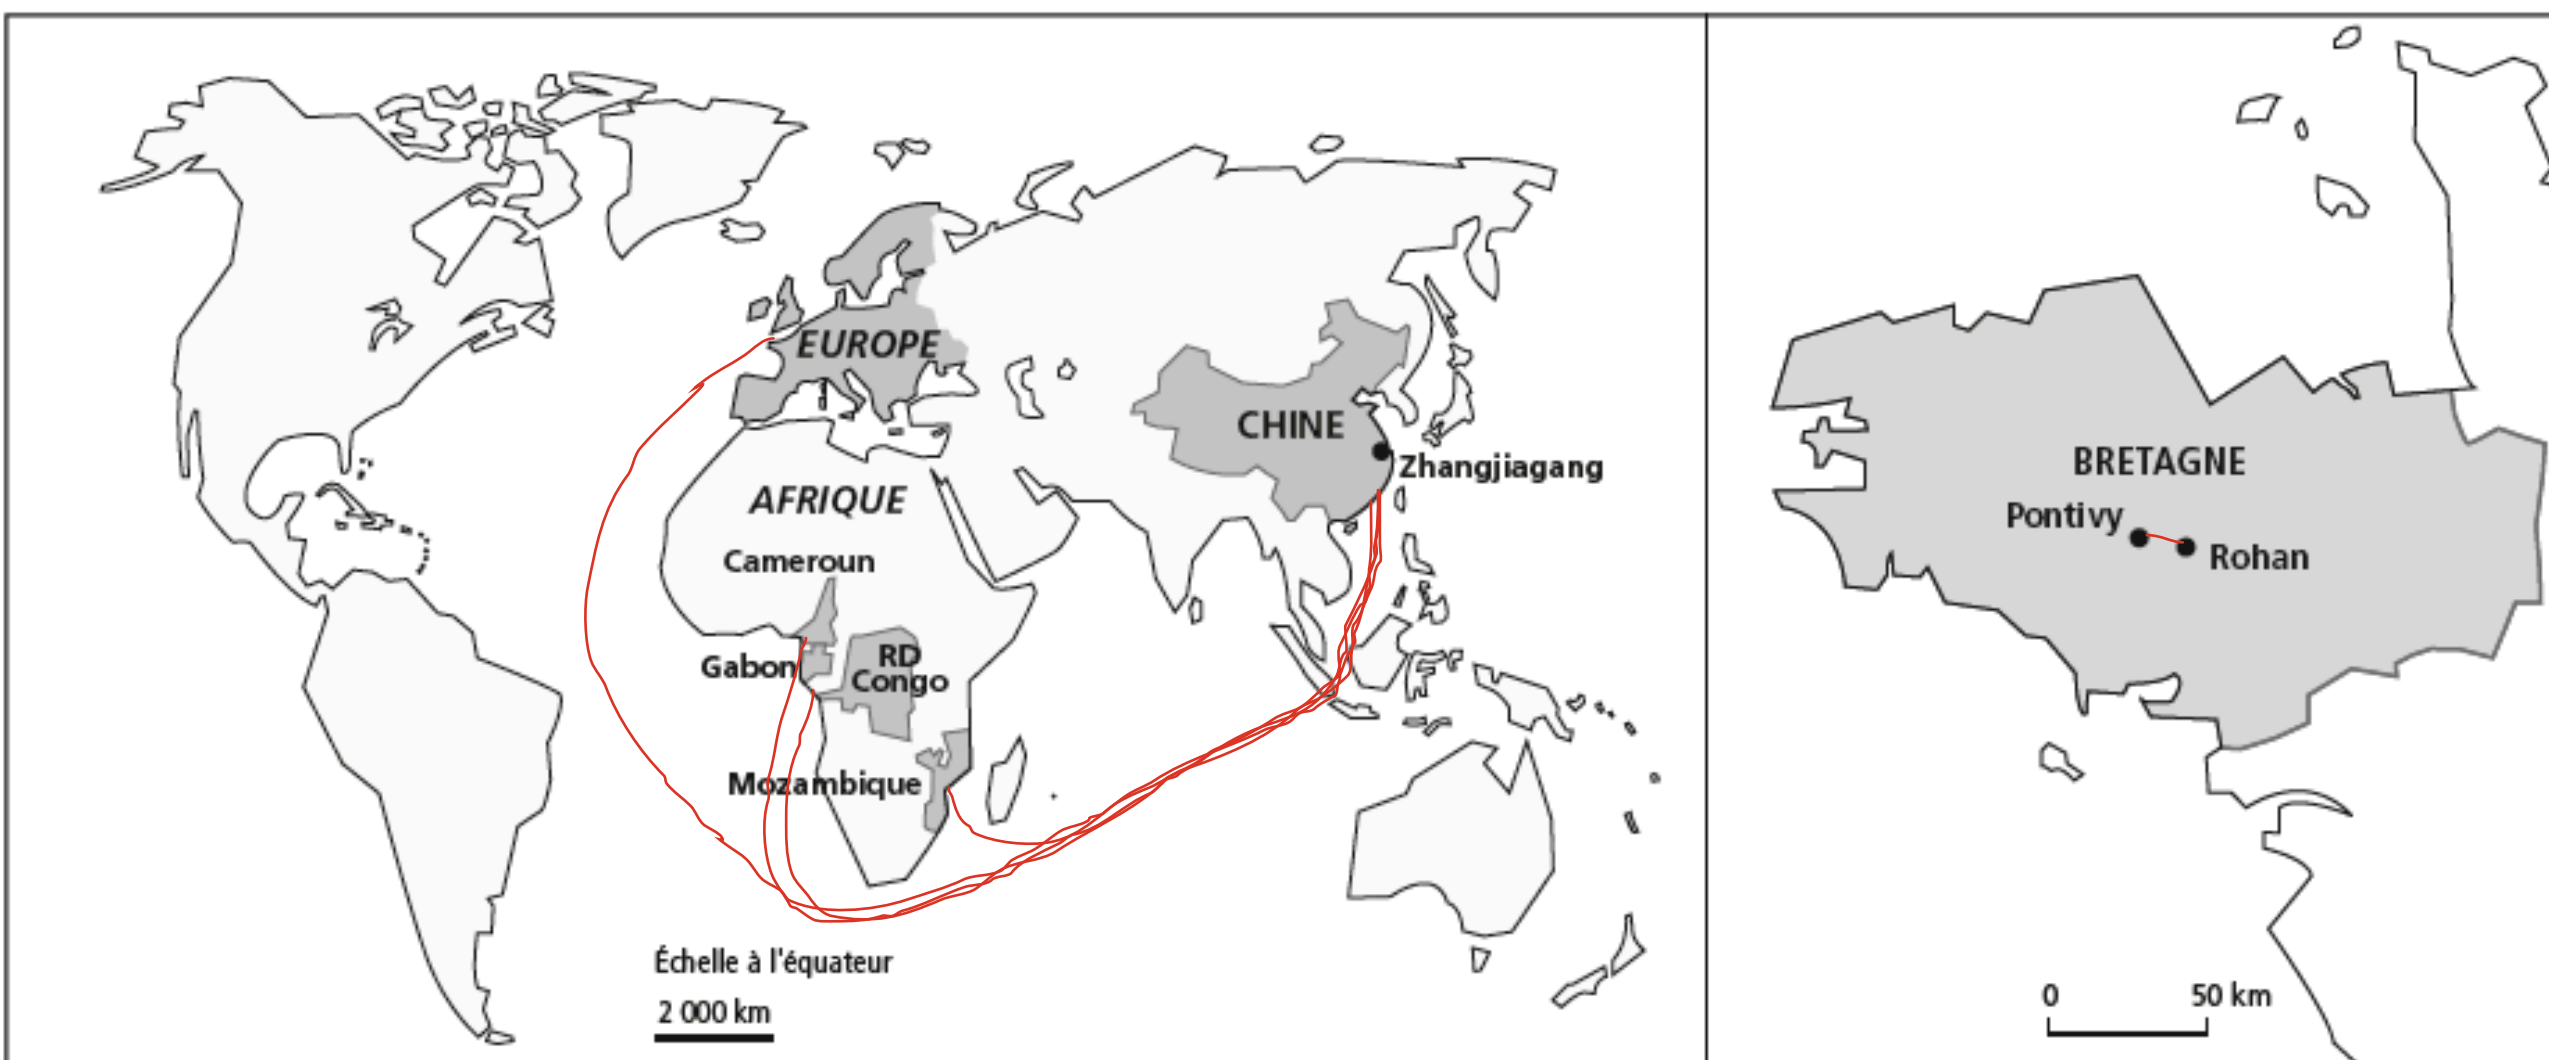 EUROPE
CHINE
Zhangjiagang
AFRIQUE
Cameroun
Gabon
RD
Congo
Mozambique
Échelle à l'équateur
2 000 km
BRETAGNE
Pontivy
Rohan
0 50 km